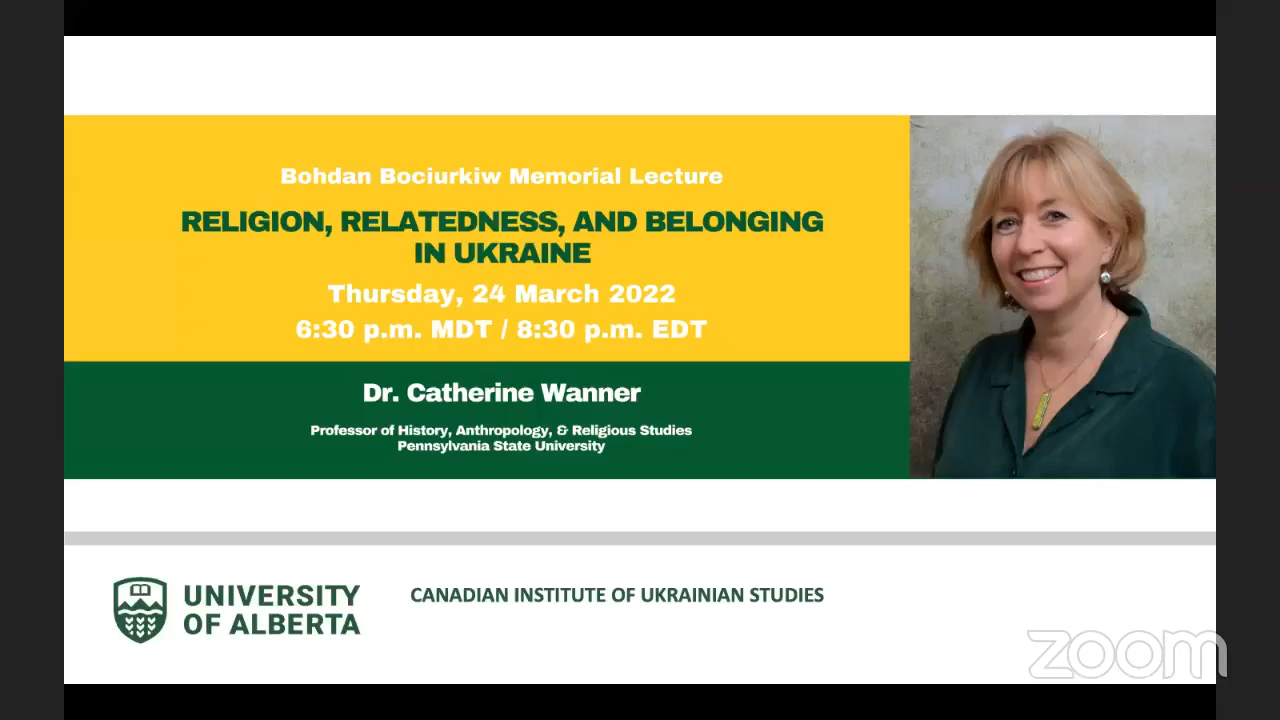 Bohdan Bociurkiw Memorial Lecture
RELIGION, RELATEDNESS, AND BELONGING
IN UKRAINE
Thursday, 24 March 2022
6:30 p.m. MDT / 8:30 p.m. EDT
Dr. Catherine Wanner
Professor of History, Anthropology, & Religious Studies
Pennsylvania State University
UNIVERSITY
OF ALBERTA
CANADIAN INSTITUTE OF UKRAINIAN STUDIES
zoom